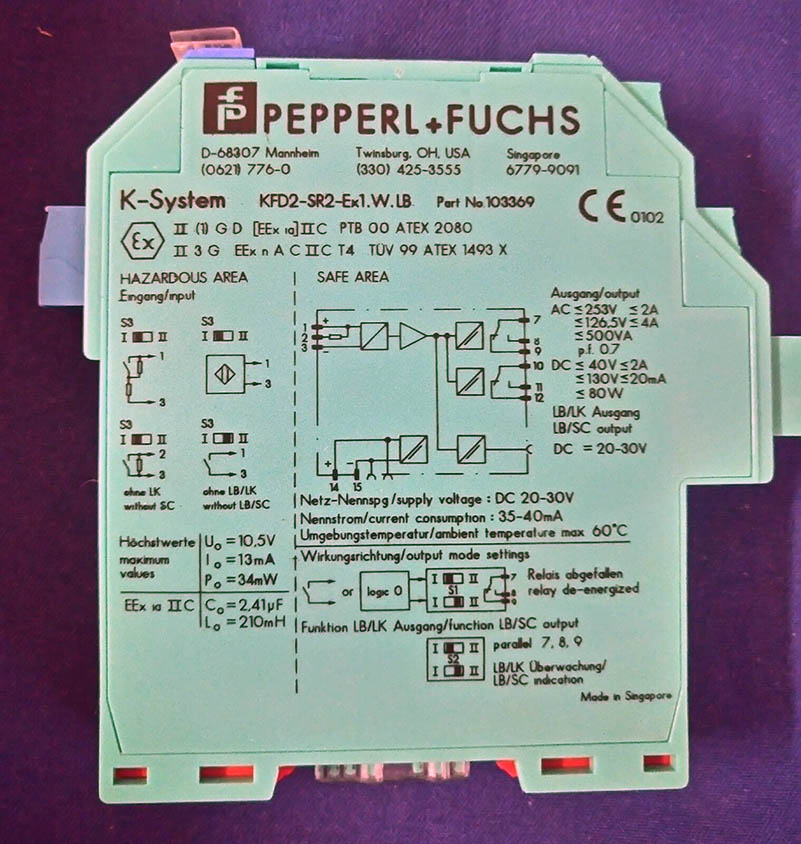 PEPPERL+FUCHS
D-68307 Mannheim Twinsburg, OH, USA Singapore
(0621) 776-0 (330) 425-3555 6779-9091
K-System KFD2-SR2-Ex1.W.LB Part No 103369
CE 0102
Ex II (1) G D [EEx ia] IIC PTB 00 ATEX 2080
II 3 G EEx n A C IIC T4 TÜV 99 ATEX 1493 X
HAZARDOUS AREA SAFE AREA
Eingang/input
S3 S3
I II I II
1
3
1
3
S3 S3
I II I II
2
3
1
3
ohne LK ohne LB/LK
without SC without LB/SC
1 +
2
3 -
7
8
9
10
11
12
+ -
14 15
Ausgang/output
AC ≤253V ≤2A
≤126,5V ≤4A
≤500VA
p.f. 0.7
DC ≤ 40V ≤2A
≤130V ≤20mA
≤ 80W
LB/LK Ausgang
LB/SC output
DC = 20-30V
Netz-Nennspg/supply voltage : DC 20-30V
Nennstrom/current consumption : 35-40mA
Umgebungstemperatur/ambient temperature max 60°C
Höchstwerte
maximum
values
Uo = 10,5V
Io = 13mA
Po = 34mW
EEx ia IIC
Co = 2,41µF
Lo = 210mH
Wirkungsrichtung/output mode settings
or logic 0
I II
S1
I II
7
8
9
Relais abgefallen
relay de-energized
Funktion LB/LK Ausgang/function LB/SC output
I II parallel 7, 8, 9
S2
I II LB/LK Überwachung/
LB/SC indication
Made in Singapore